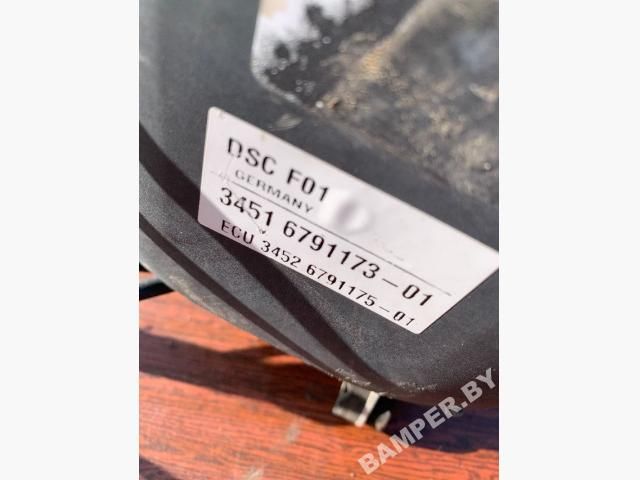 DSC F01
GERMANY
3451 6791173-01
ECU 3452 6791175-01
BAMPER.BY